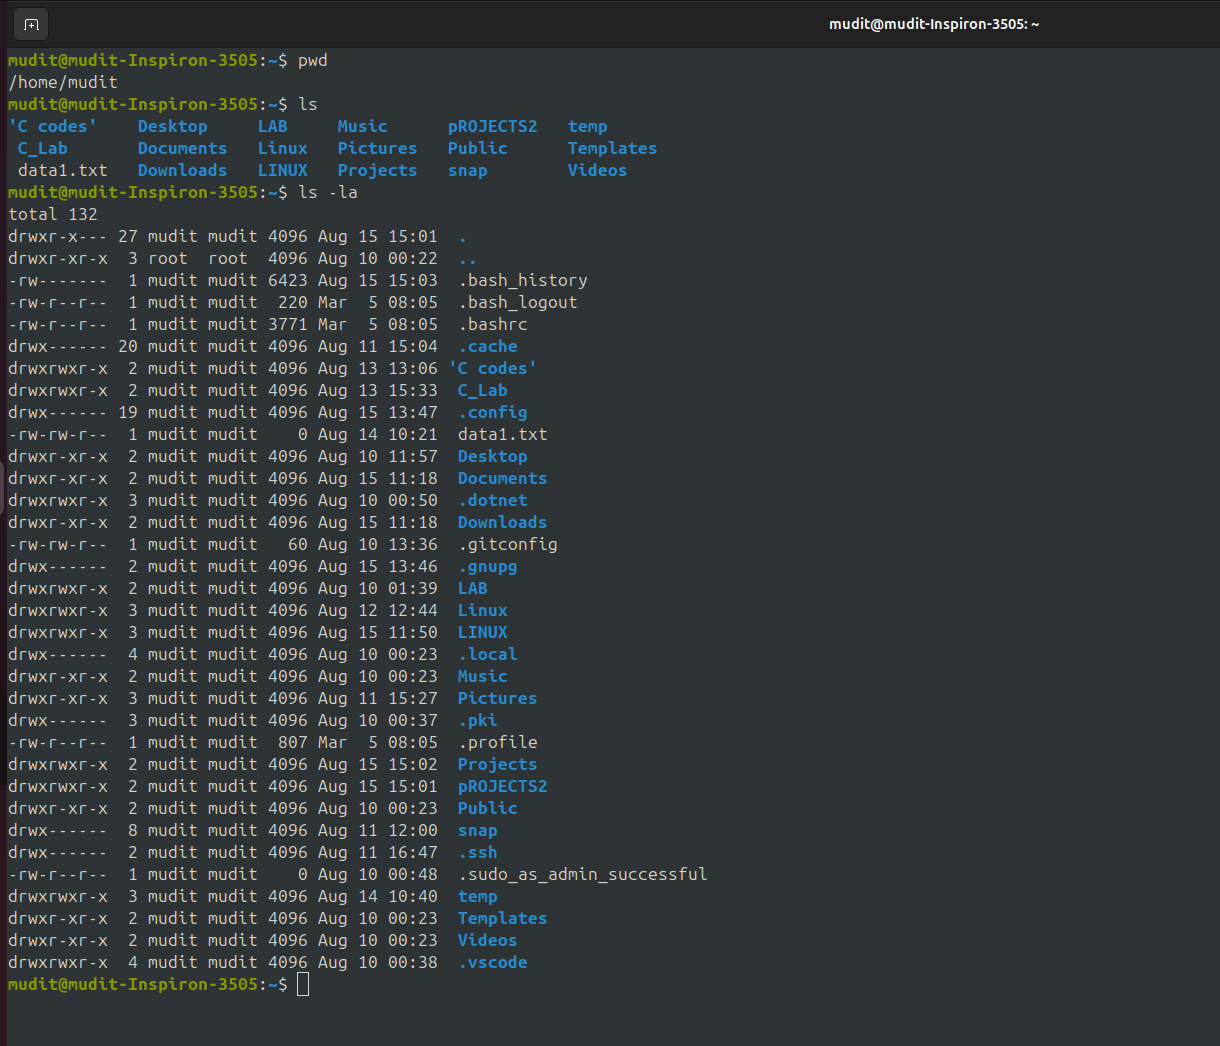 mudit@mudit-Inspiron-3505: ~
mudit@mudit-Inspiron-3505:~$ pwd
/home/mudit
mudit@mudit-Inspiron-3505:~$ ls
'C codes'    Desktop     LAB     Music      pROJECTS2   temp
 C_Lab       Documents   Linux   Pictures   Public      Templates
 data1.txt   Downloads   LINUX   Projects   snap        Videos
mudit@mudit-Inspiron-3505:~$ ls -la
total 132
drwxr-x--- 27 mudit mudit 4096 Aug 15 15:01  .
drwxr-xr-x  3 root  root  4096 Aug 10 00:22  ..
-rw-------  1 mudit mudit 6423 Aug 15 15:03  .bash_history
-rw-r--r--  1 mudit mudit  220 Mar  5 08:05  .bash_logout
-rw-r--r--  1 mudit mudit 3771 Mar  5 08:05  .bashrc
drwx------ 20 mudit mudit 4096 Aug 11 15:04  .cache
drwxrwxr-x  2 mudit mudit 4096 Aug 13 13:06 'C codes'
drwxrwxr-x  2 mudit mudit 4096 Aug 13 15:33  C_Lab
drwx------ 19 mudit mudit 4096 Aug 15 13:47  .config
-rw-rw-r--  1 mudit mudit    0 Aug 14 10:21  data1.txt
drwxr-xr-x  2 mudit mudit 4096 Aug 10 11:57  Desktop
drwxr-xr-x  2 mudit mudit 4096 Aug 15 11:18  Documents
drwxrwxr-x  3 mudit mudit 4096 Aug 10 00:50  .dotnet
drwxr-xr-x  2 mudit mudit 4096 Aug 15 11:18  Downloads
-rw-rw-r--  1 mudit mudit   60 Aug 10 13:36  .gitconfig
drwx------  2 mudit mudit 4096 Aug 15 13:46  .gnupg
drwxrwxr-x  2 mudit mudit 4096 Aug 10 01:39  LAB
drwxrwxr-x  3 mudit mudit 4096 Aug 12 12:44  Linux
drwxrwxr-x  3 mudit mudit 4096 Aug 15 11:50  LINUX
drwx------  4 mudit mudit 4096 Aug 10 00:23  .local
drwxr-xr-x  2 mudit mudit 4096 Aug 10 00:23  Music
drwxr-xr-x  3 mudit mudit 4096 Aug 11 15:27  Pictures
drwx------  3 mudit mudit 4096 Aug 10 00:37  .pki
-rw-r--r--  1 mudit mudit  807 Mar  5 08:05  .profile
drwxrwxr-x  2 mudit mudit 4096 Aug 15 15:02  Projects
drwxrwxr-x  2 mudit mudit 4096 Aug 15 15:01  pROJECTS2
drwxr-xr-x  2 mudit mudit 4096 Aug 10 00:23  Public
drwx------  8 mudit mudit 4096 Aug 11 12:00  snap
drwx------  2 mudit mudit 4096 Aug 11 16:47  .ssh
-rw-r--r--  1 mudit mudit    0 Aug 10 00:48  .sudo_as_admin_successful
drwxrwxr-x  3 mudit mudit 4096 Aug 14 10:40  temp
drwxr-xr-x  2 mudit mudit 4096 Aug 10 00:23  Templates
drwxr-xr-x  2 mudit mudit 4096 Aug 10 00:23  Videos
drwxrwxr-x  4 mudit mudit 4096 Aug 10 00:38  .vscode
mudit@mudit-Inspiron-3505:~$